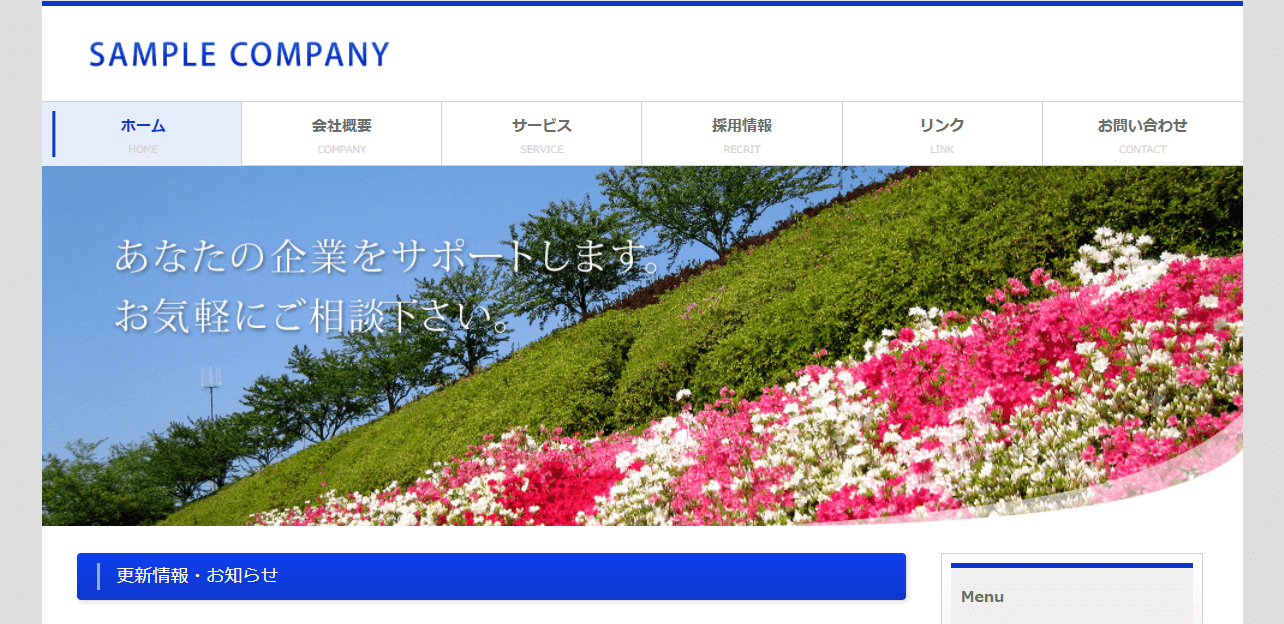 SAMPLE COMPANY
ホーム
HOME
会社概要
COMPANY
サービス
SERVICE
採用情報
RECRIT
リンク
LINK
お問い合わせ
CONTACT
あなたの企業をサポートします。
お気軽にご相談下さい。
更新情報・お知らせ
Menu